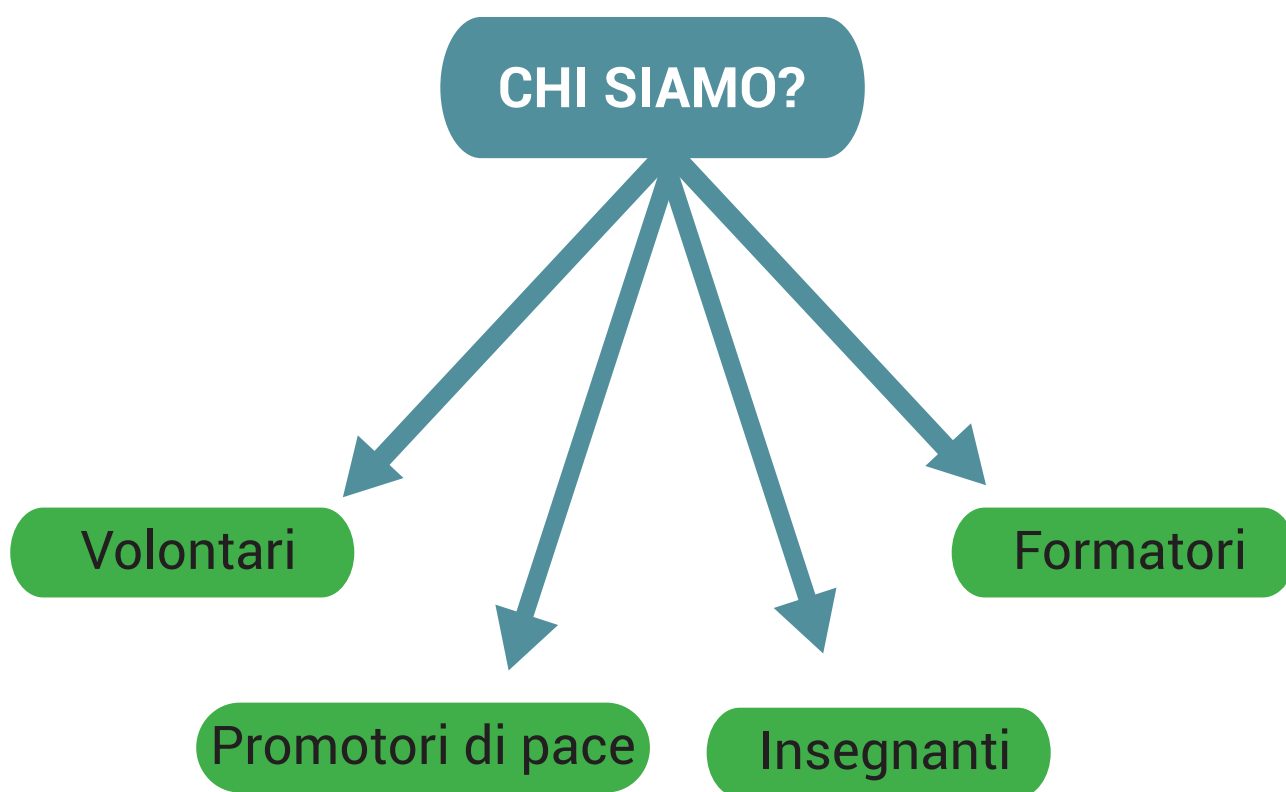 CHI SIAMO?
Volontari
Formatori
Promotori di pace
Insegnanti